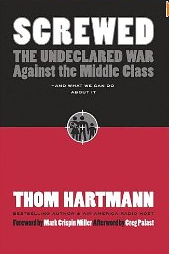 SCREWED
THE UNDECLARED WAR
Against the Middle Class
—AND WHAT WE CAN DO
ABOUT IT
THOM HARTMANN
BESTSELLING AUTHOR & AIR AMERICA RADIO HOST
Foreword by Mark Crispin Miller Afterword by Greg Palast